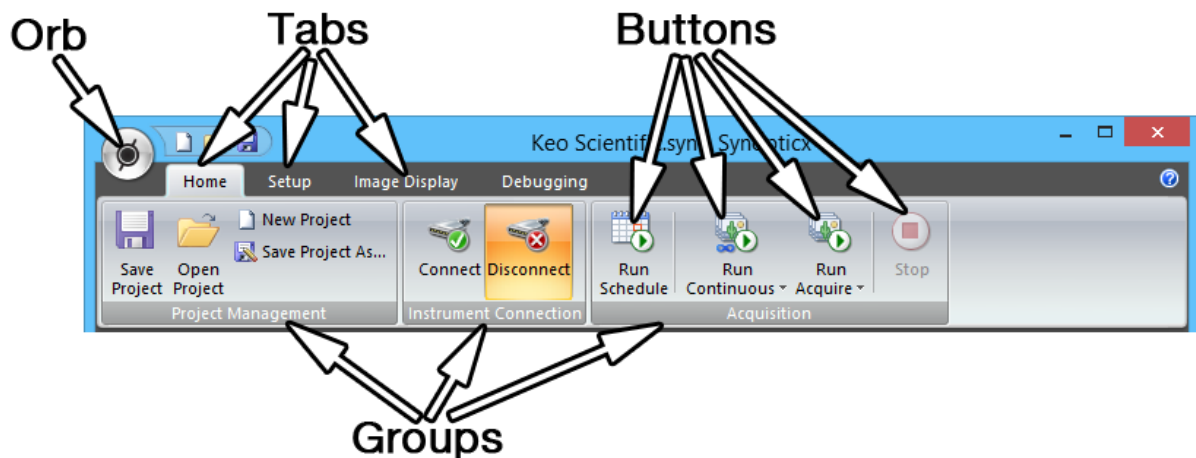 Orb
Tabs
Buttons
Keo Scientific.syn - Synopticx
Home Setup Image Display Debugging
New Project
Save Project As...
Save Project
Open Project
Connect Disconnect
Run Schedule
Run Continuous
Run Acquire
Stop
Project Management Instrument Connection Acquisition
Groups